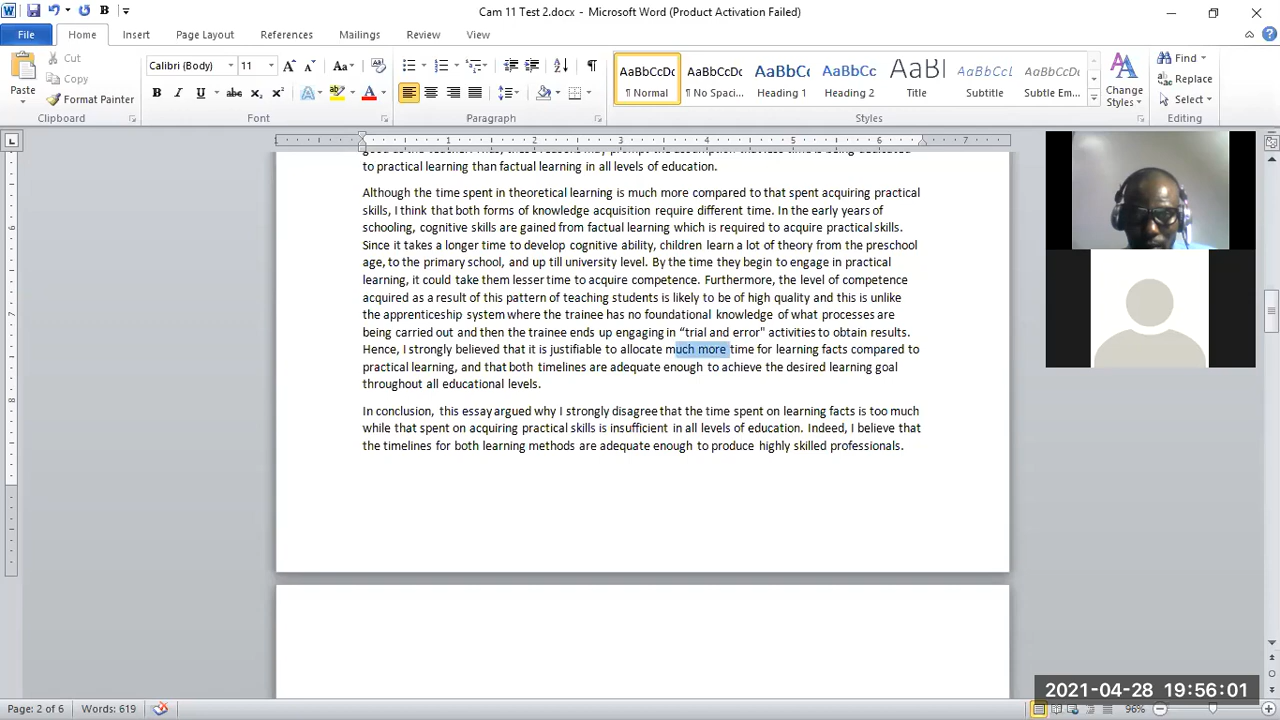 Cam 11 Test 2.docx - Microsoft Word (Product Activation Failed)
File Home Insert Page Layout References Mailings Review View
Cut
Copy
Paste
Format Painter
Clipboard
Calibri (Body) 11
Font
Paragraph
AaBbCcDc AaBbCcDc AaBbC( AaBbCc AaB( AaBbCcL AaBbCcDc
¶ Normal ¶ No Spaci... Heading 1 Heading 2 Title Subtitle Subtle Em...
Styles
Change Styles
Find
Replace
Select
Editing
to practical learning than factual learning in all levels of education.
Although the time spent in theoretical learning is much more compared to that spent acquiring practical
skills, I think that both forms of knowledge acquisition require different time. In the early years of
schooling, cognitive skills are gained from factual learning which is required to acquire practical skills.
Since it takes a longer time to develop cognitive ability, children learn a lot of theory from the preschool
age, to the primary school, and up till university level. By the time they begin to engage in practical
learning, it could take them lesser time to acquire competence. Furthermore, the level of competence
acquired as a result of this pattern of teaching students is likely to be of high quality and this is unlike
the apprenticeship system where the trainee has no foundational knowledge of what processes are
being carried out and then the trainee ends up engaging in “trial and error" activities to obtain results.
Hence, I strongly believed that it is justifiable to allocate much more time for learning facts compared to
practical learning, and that both timelines are adequate enough to achieve the desired learning goal
throughout all educational levels.
In conclusion, this essay argued why I strongly disagree that the time spent on learning facts is too much
while that spent on acquiring practical skills is insufficient in all levels of education. Indeed, I believe that
the timelines for both learning methods are adequate enough to produce highly skilled professionals.
Page: 2 of 6 Words: 619
2021-04-28 19:56:01
96%